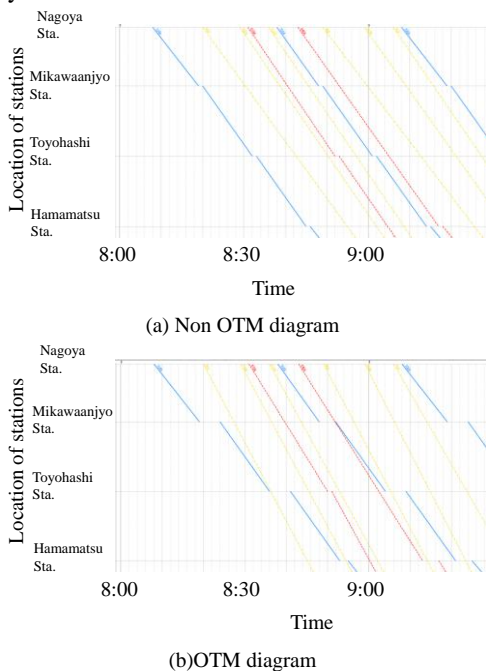 Nagoya
Sta.
Mikawaanjyo
Sta.
Toyohashi
Sta.
Hamamatsu
Sta.
Location of stations
8:00 8:30 9:00
Time
(a) Non OTM diagram
Nagoya
Sta.
Mikawaanjyo
Sta.
Toyohashi
Sta.
Hamamatsu
Sta.
Location of stations
8:00 8:30 9:00
Time
(b)OTM diagram